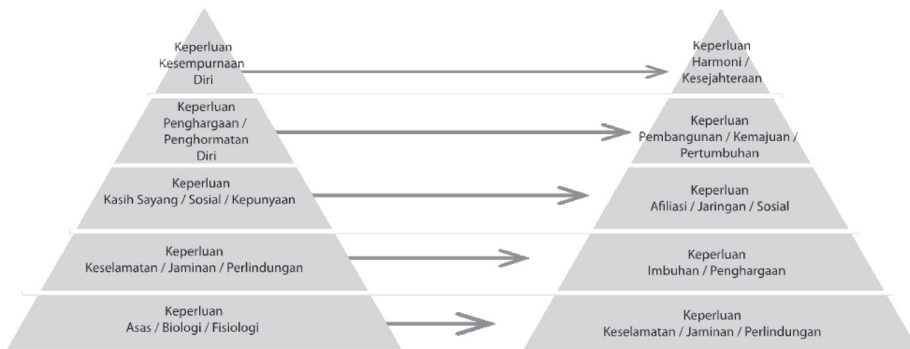 Keperluan
Kesempurnaan
Diri
Keperluan
Penghargaan /
Penghormatan
Diri
Keperluan
Kasih Sayang / Sosial / Kepunyaan
Keperluan
Keselamatan / Jaminan / Perlindungan
Keperluan
Asas / Biologi / Fisiologi
Keperluan
Harmoni /
Kesejahteraan
Keperluan
Pembangunan / Kemajuan /
Pertumbuhan
Keperluan
Afiliasi / Jaringan / Sosial
Keperluan
Imbuhan / Penghargaan
Keperluan
Keselamatan / Jaminan / Perlindungan